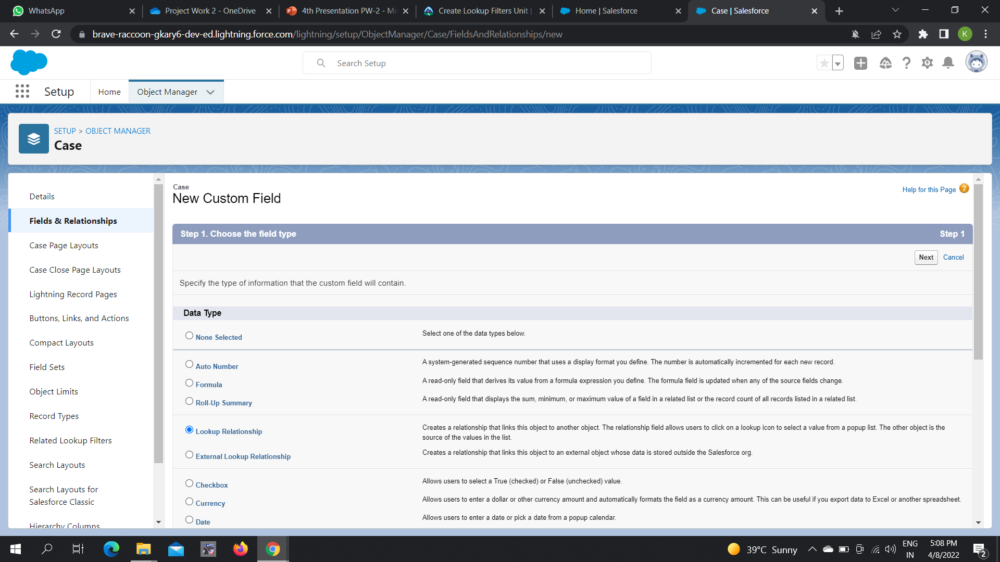 WhatsApp
Project Work 2 - OneDrive
4th Presentation PW-2 - Mi
Create Lookup Filters Unit |
Home | Salesforce
Case | Salesforce
brave-raccoon-gkary6-dev-ed.lightning.force.com/lightning/setup/ObjectManager/Case/FieldsAndRelationships/new
K
Search Setup
Setup
Home
Object Manager
SETUP > OBJECT MANAGER
Case
Details
Fields & Relationships
Case Page Layouts
Case Close Page Layouts
Lightning Record Pages
Buttons, Links, and Actions
Compact Layouts
Field Sets
Object Limits
Record Types
Related Lookup Filters
Search Layouts
Search Layouts for
Salesforce Classic
Hierarchy Columns
Case
New Custom Field
Help for this Page
Step 1. Choose the field type
Step 1
Next
Cancel
Specify the type of information that the custom field will contain.
Data Type
None Selected
Select one of the data types below.
Auto Number
A system-generated sequence number that uses a display format you define. The number is automatically incremented for each new record.
Formula
A read-only field that derives its value from a formula expression you define. The formula field is updated when any of the source fields change.
Roll-Up Summary
A read-only field that displays the sum, minimum, or maximum value of a field in a related list or the record count of all records listed in a related list.
Lookup Relationship
Creates a relationship that links this object to another object. The relationship field allows users to click on a lookup icon to select a value from a popup list. The other object is the
source of the values in the list.
External Lookup Relationship
Creates a relationship that links this object to an external object whose data is stored outside the Salesforce org.
Checkbox
Allows users to select a True (checked) or False (unchecked) value.
Currency
Allows users to enter a dollar or other currency amount and automatically formats the field as a currency amount. This can be useful if you export data to Excel or another spreadsheet.
Date
Allows users to enter a date or pick a date from a popup calendar.
39°C Sunny
ENG
IN
5:08 PM
4/8/2022
2